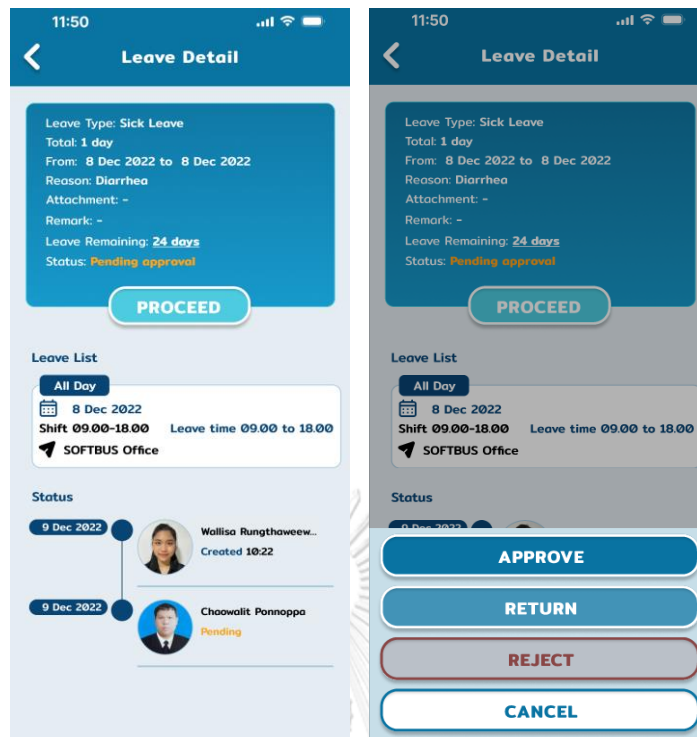 11:50
Leave Detail
Leave Type: Sick Leave
Total: 1 day
From: 8 Dec 2022 to 8 Dec 2022
Reason: Diarrhea
Attachment: -
Remark: -
Leave Remaining: 24 days
Status: Pending approval
PROCEED
Leave List
All Day
8 Dec 2022
Shift 09.00-18.00 Leave time 09.00 to 18.00
SOFTBUS Office
Status
9 Dec 2022
Wallisa Rungthaweew...
Created 10:22
9 Dec 2022
Chaowalit Ponnoppa
Pending
11:50
Leave Detail
Leave Type: Sick Leave
Total: 1 day
From: 8 Dec 2022 to 8 Dec 2022
Reason: Diarrhea
Attachment: -
Remark: -
Leave Remaining: 24 days
Status: Pending approval
PROCEED
Leave List
All Day
8 Dec 2022
Shift 09.00-18.00 Leave time 09.00 to 18.00
SOFTBUS Office
Status
9 Dec 2022
APPROVE
RETURN
REJECT
CANCEL